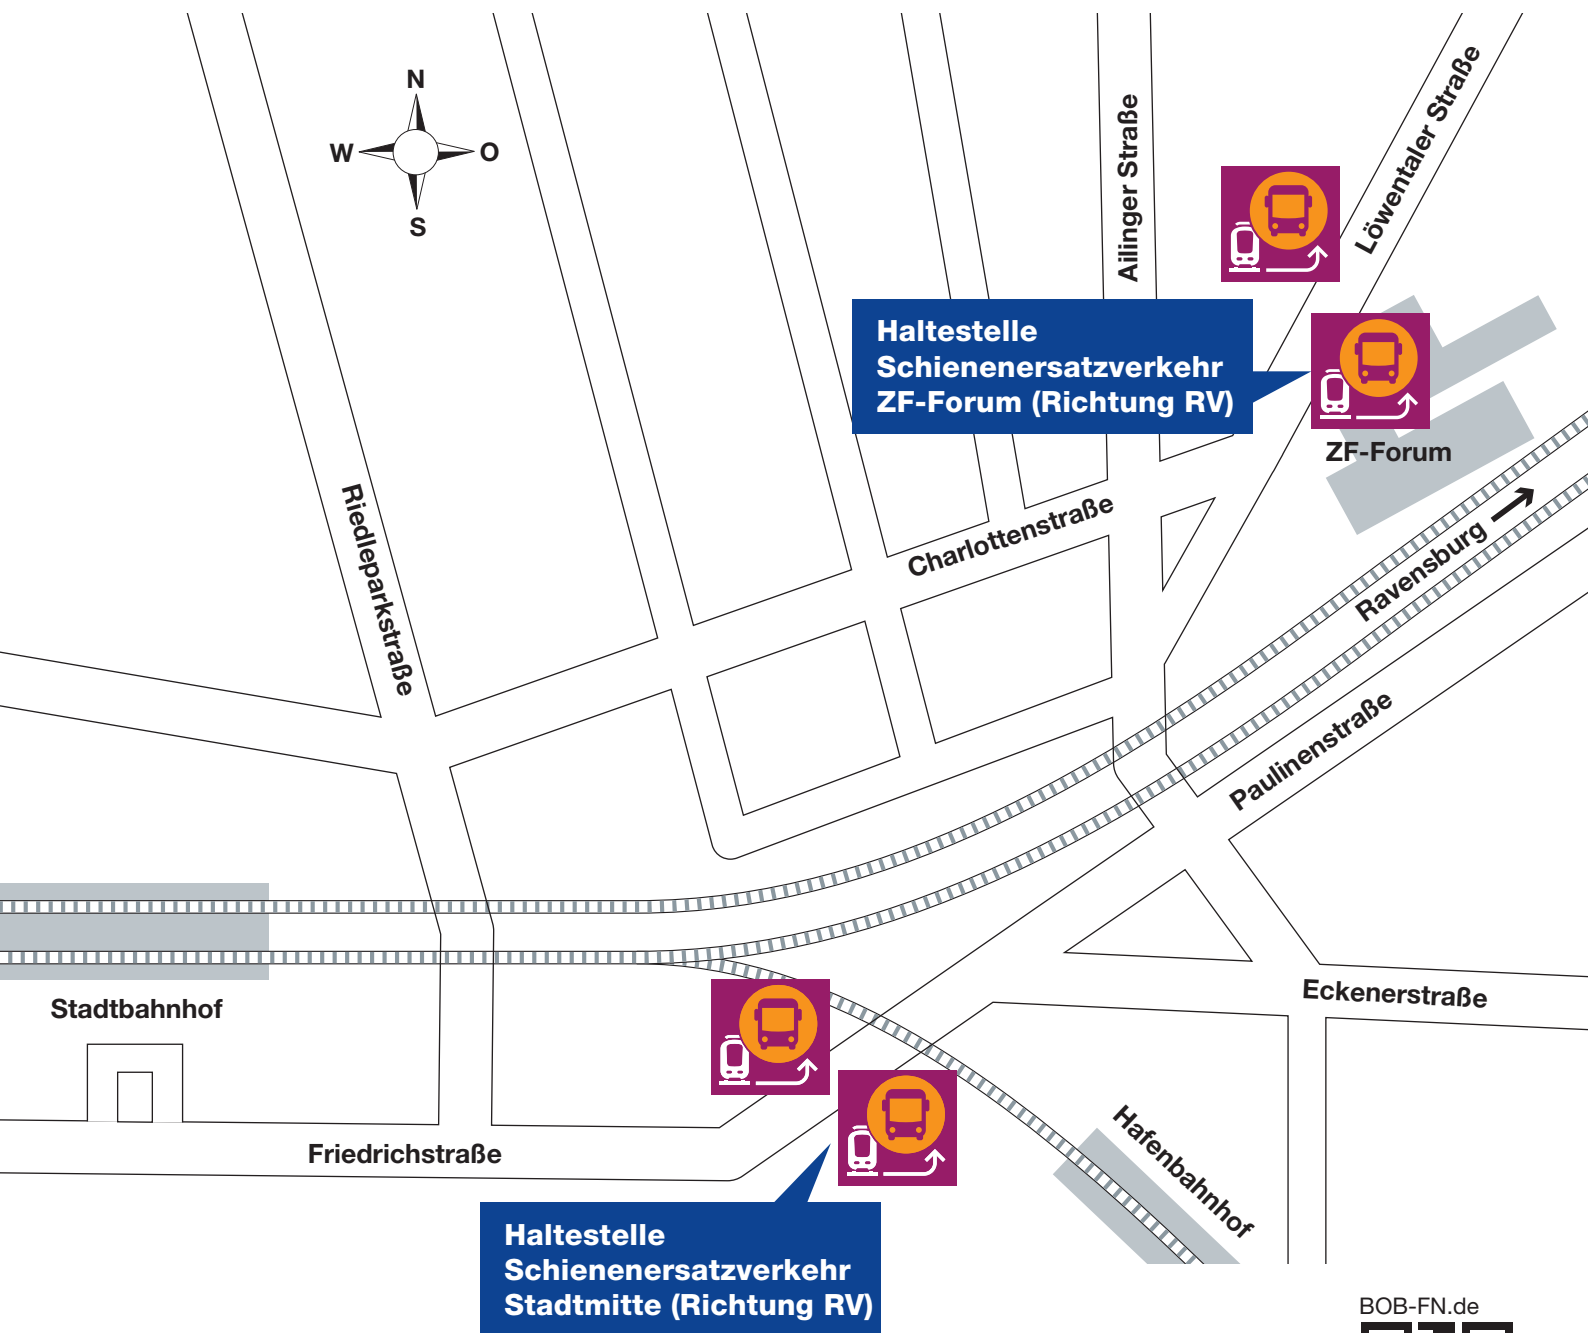 N
W
O
S
Ailinger Straße
Löwentaler Straße
Haltestelle
Schienenersatzverkehr
ZF-Forum (Richtung RV)
ZF-Forum
Riedleparkstraße
Charlottenstraße
Ravensburg
Paulinenstraße
Stadtbahnhof
Eckenerstraße
Friedrichstraße
Hafenbahnhof
Haltestelle
Schienenersatzverkehr
Stadtmitte (Richtung RV)
BOB-FN.de